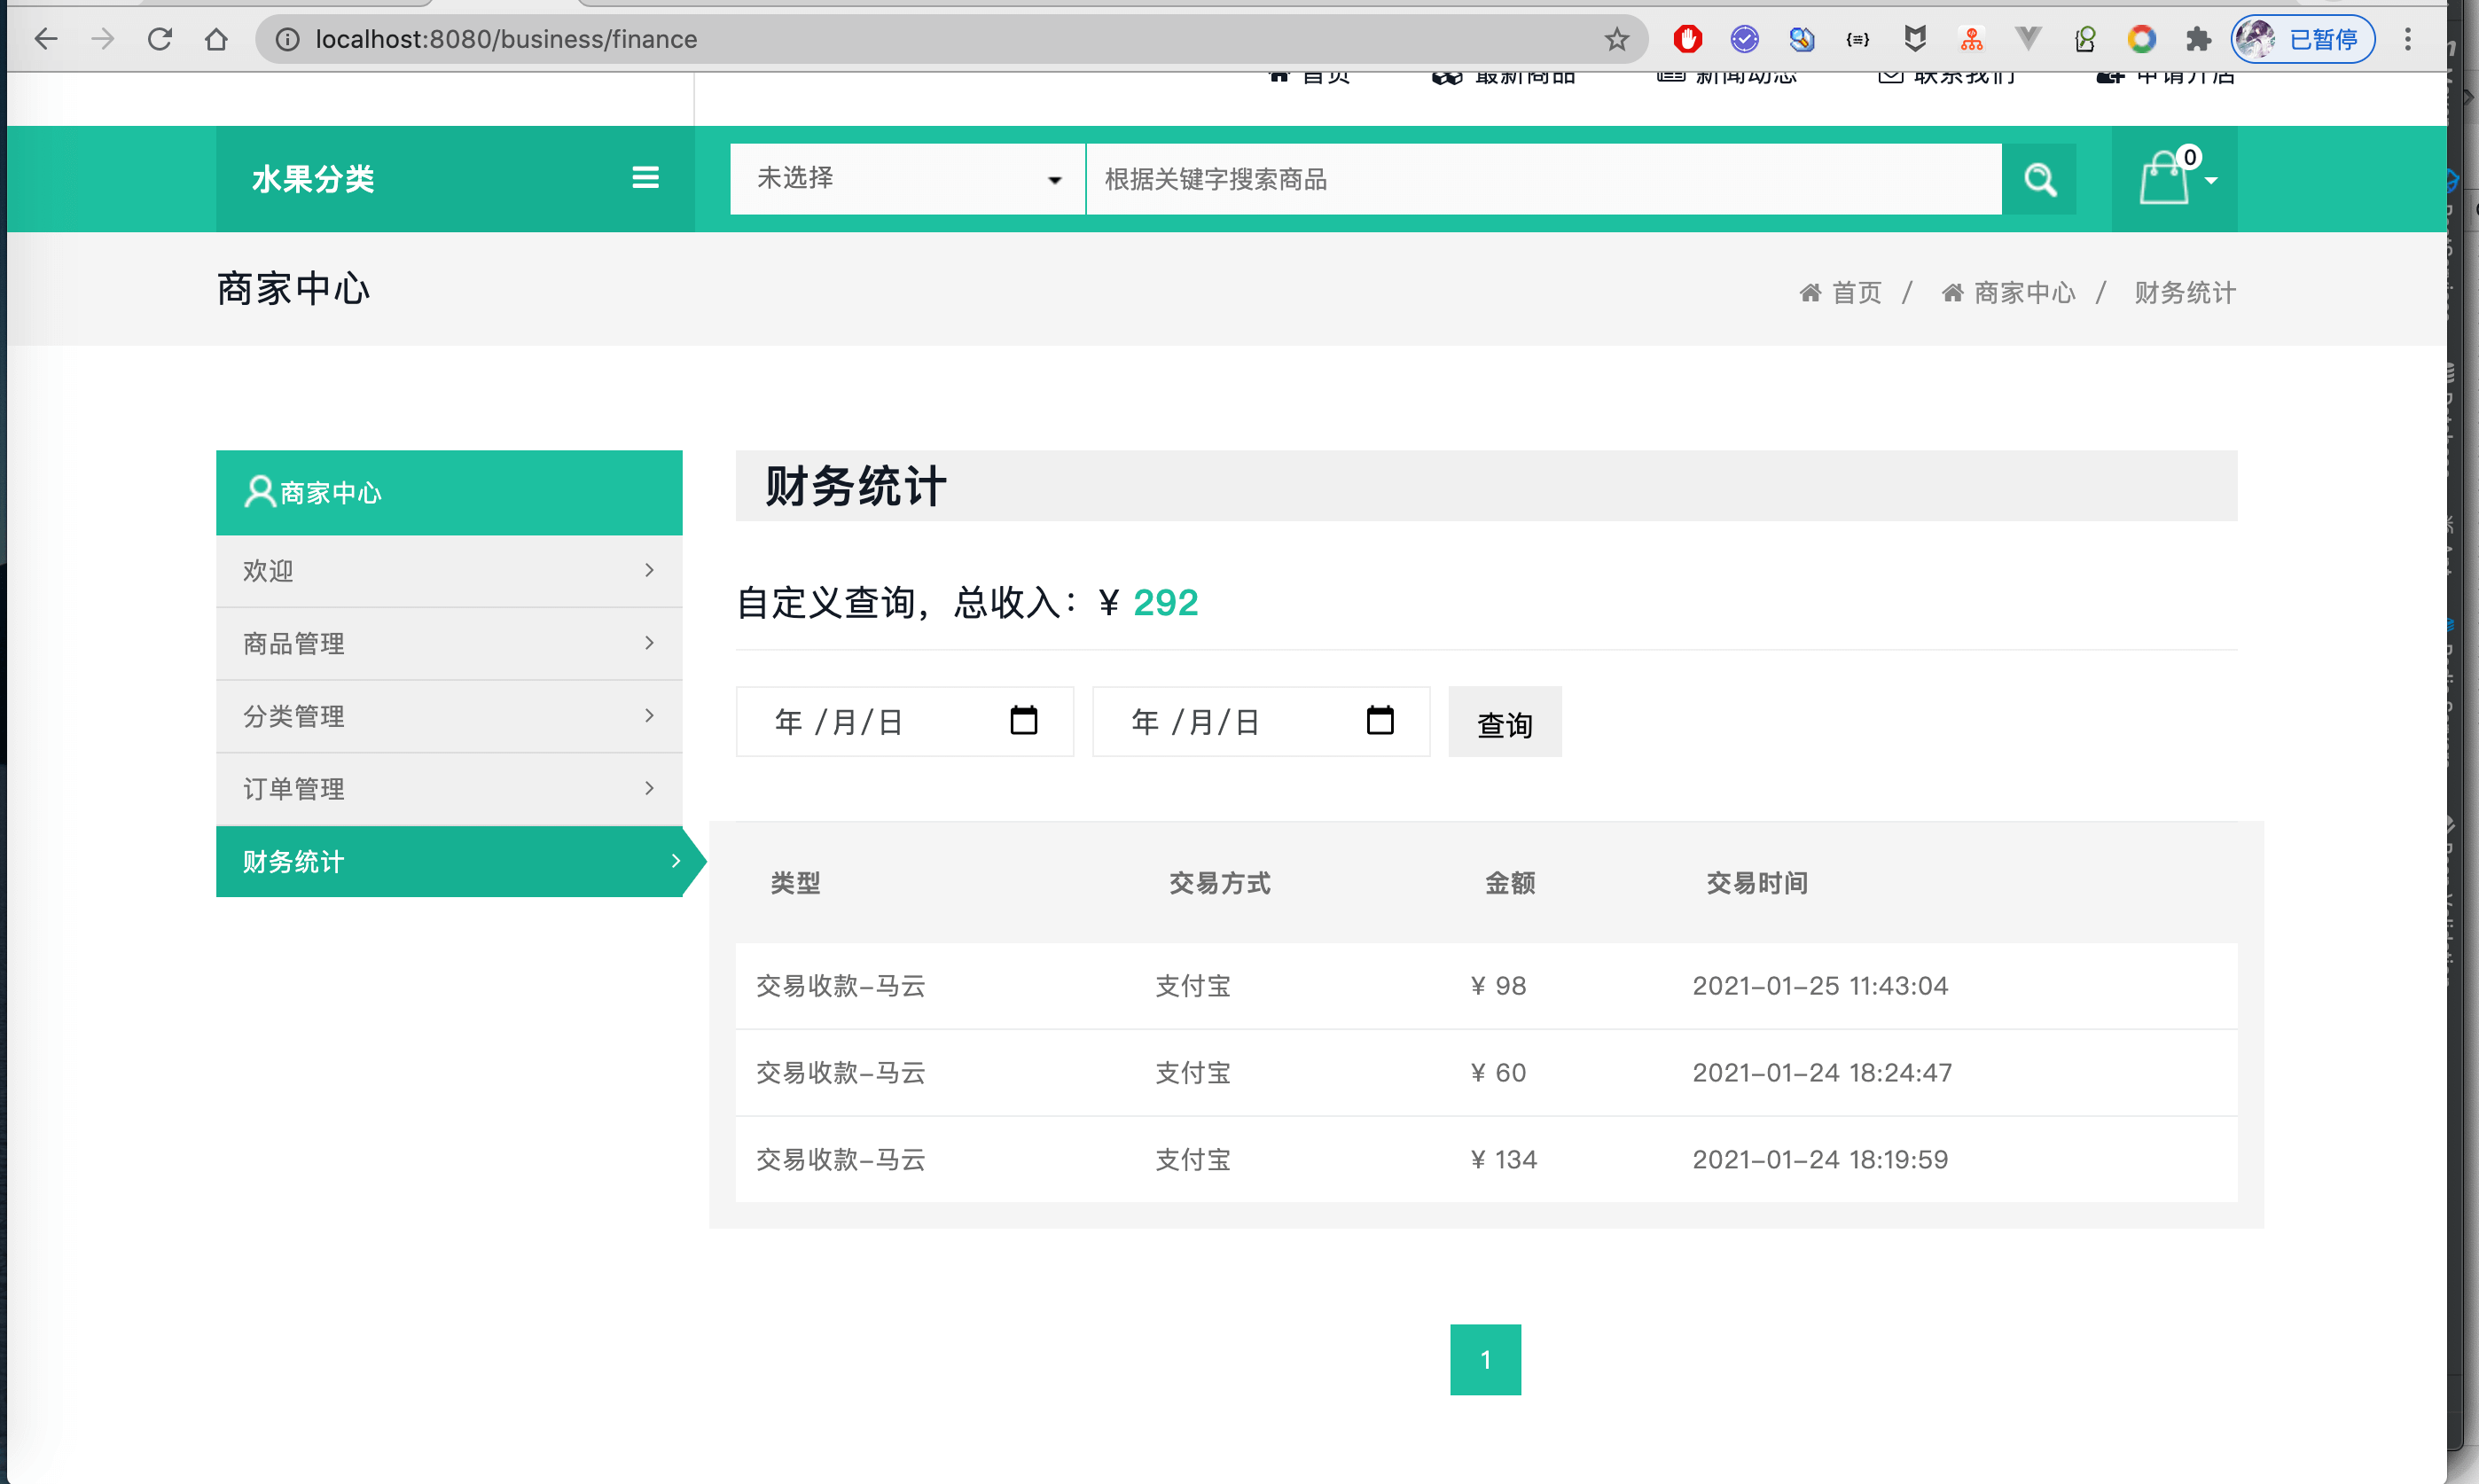 localhost:8080/business/finance
已暂停
首页 最新商品 新闻动态 联系我们 申请开店
水果分类
未选择
根据关键字搜索商品
0
商家中心
首页 / 商家中心 / 财务统计
商家中心
欢迎
商品管理
分类管理
订单管理
财务统计
财务统计
自定义查询，总收入：¥ 292
年 /月/日
年 /月/日
查询
类型 交易方式 金额 交易时间
交易收款-马云 支付宝 ¥ 98 2021-01-25 11:43:04
交易收款-马云 支付宝 ¥ 60 2021-01-24 18:24:47
交易收款-马云 支付宝 ¥ 134 2021-01-24 18:19:59
1